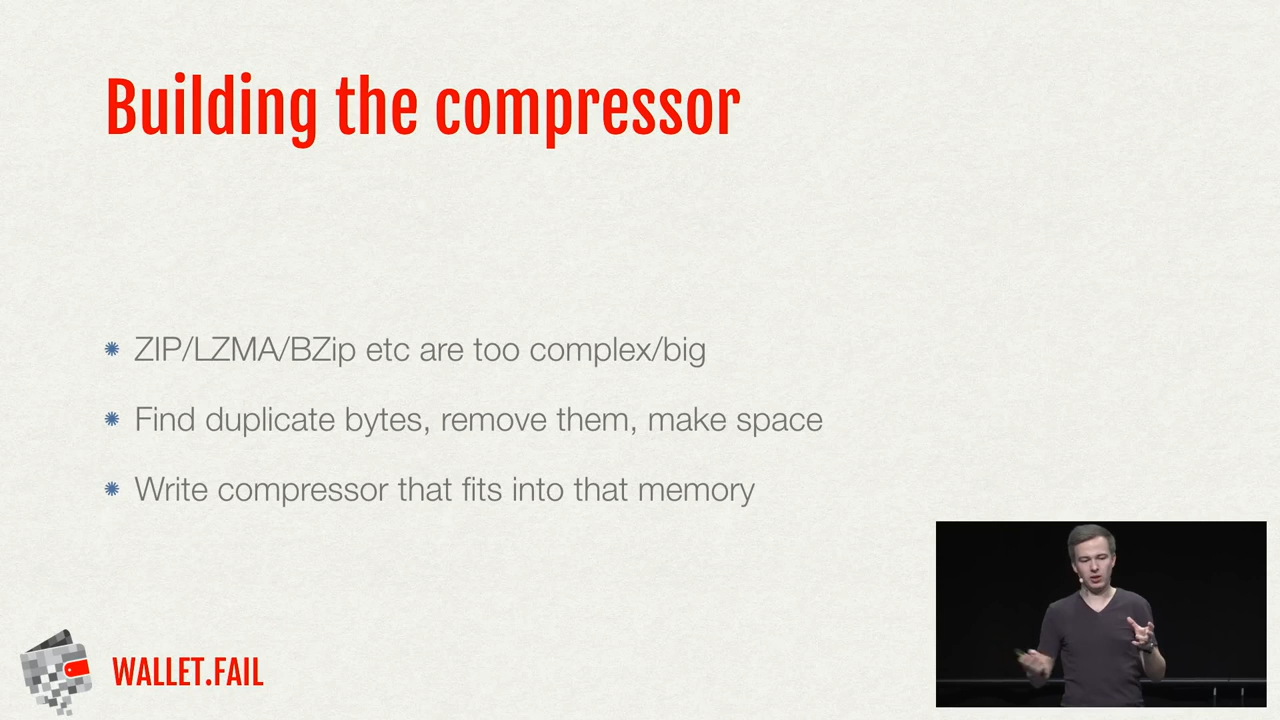 Building the compressor
ZIP/LZMA/BZip etc are too complex/big
Find duplicate bytes, remove them, make space
Write compressor that fits into that memory
WALLET.FAIL